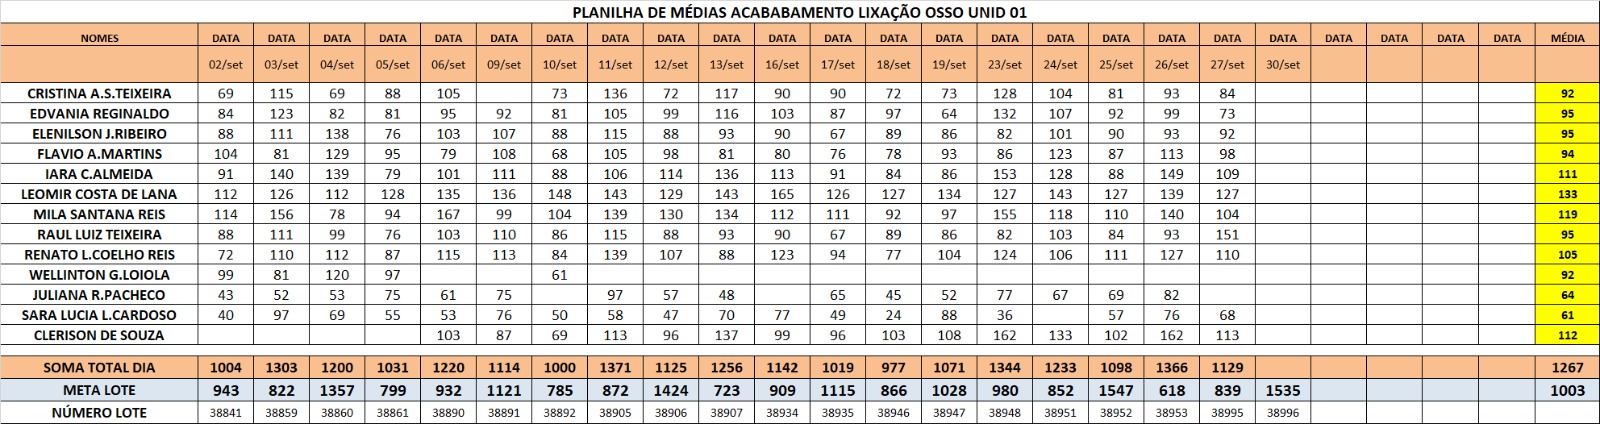 PLANILHA DE MÉDIAS ACABABAMENTO LIXAÇÃO OSSO UNID 01
NOMES DATA DATA DATA DATA DATA DATA DATA DATA DATA DATA DATA DATA DATA DATA DATA DATA DATA DATA DATA DATA DATA DATA DATA DATA MÉDIA
02/set 03/set 04/set 05/set 06/set 09/set 10/set 11/set 12/set 13/set 16/set 17/set 18/set 19/set 23/set 24/set 25/set 26/set 27/set 30/set
CRISTINA A.S.TEIXEIRA 69 115 69 88 105 73 136 72 117 90 90 72 73 128 104 81 93 84 92
EDVANIA REGINALDO 84 123 82 81 95 92 81 105 99 116 103 87 97 64 132 107 92 99 73 95
ELENILSON J.RIBEIRO 88 111 138 76 103 107 88 115 88 93 90 67 89 86 82 101 90 93 92 95
FLAVIO A.MARTINS 104 81 129 95 79 108 68 105 98 81 80 76 78 93 86 123 87 113 98 94
IARA C.ALMEIDA 91 140 139 79 101 111 88 106 114 136 113 91 84 86 153 128 88 149 109 111
LEOMIR COSTA DE LANA 112 126 112 128 135 136 148 143 129 143 165 126 127 134 127 143 127 139 127 133
MILA SANTANA REIS 114 156 78 94 167 99 104 139 130 134 112 111 92 97 155 118 110 140 104 119
RAUL LUIZ TEIXEIRA 88 111 99 76 103 110 86 115 88 93 90 67 89 86 82 103 84 93 151 95
RENATO L.COELHO REIS 72 110 112 87 115 113 84 139 107 88 123 94 77 104 124 106 111 127 110 105
WELLINTON G.LOIOLA 99 81 120 97 61 92
JULIANA R.PACHECO 43 52 53 75 61 75 97 57 48 65 45 52 77 67 69 82 64
SARA LUCIA L.CARDOSO 40 97 69 55 53 76 50 58 47 70 77 49 24 88 36 57 76 68 61
CLERISON DE SOUZA 103 87 69 113 96 137 99 96 103 108 162 133 102 162 113 112
SOMA TOTAL DIA 1004 1303 1200 1031 1220 1114 1000 1371 1125 1256 1142 1019 977 1071 1344 1233 1098 1366 1129 1267
META LOTE 943 822 1357 799 932 1121 785 872 1424 723 909 1115 866 1028 980 852 1547 618 839 1535 1003
NÚMERO LOTE 38841 38859 38860 38861 38890 38891 38892 38905 38906 38907 38934 38935 38946 38947 38948 38951 38952 38953 38995 38996